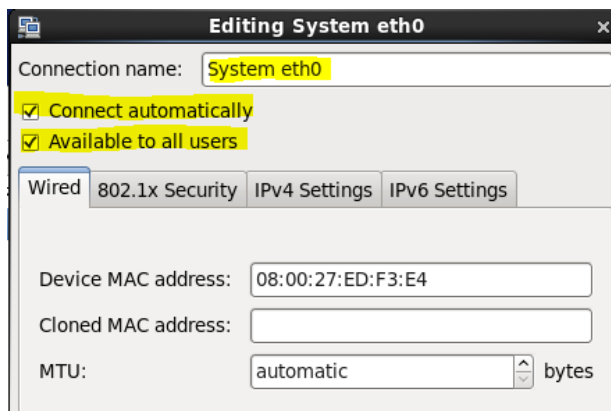 Editing System eth0
Connection name: System eth0
Connect automatically
Available to all users
Wired 802.1x Security IPv4 Settings IPv6 Settings
Device MAC address: 08:00:27:ED:F3:E4
Cloned MAC address:
MTU: automatic bytes